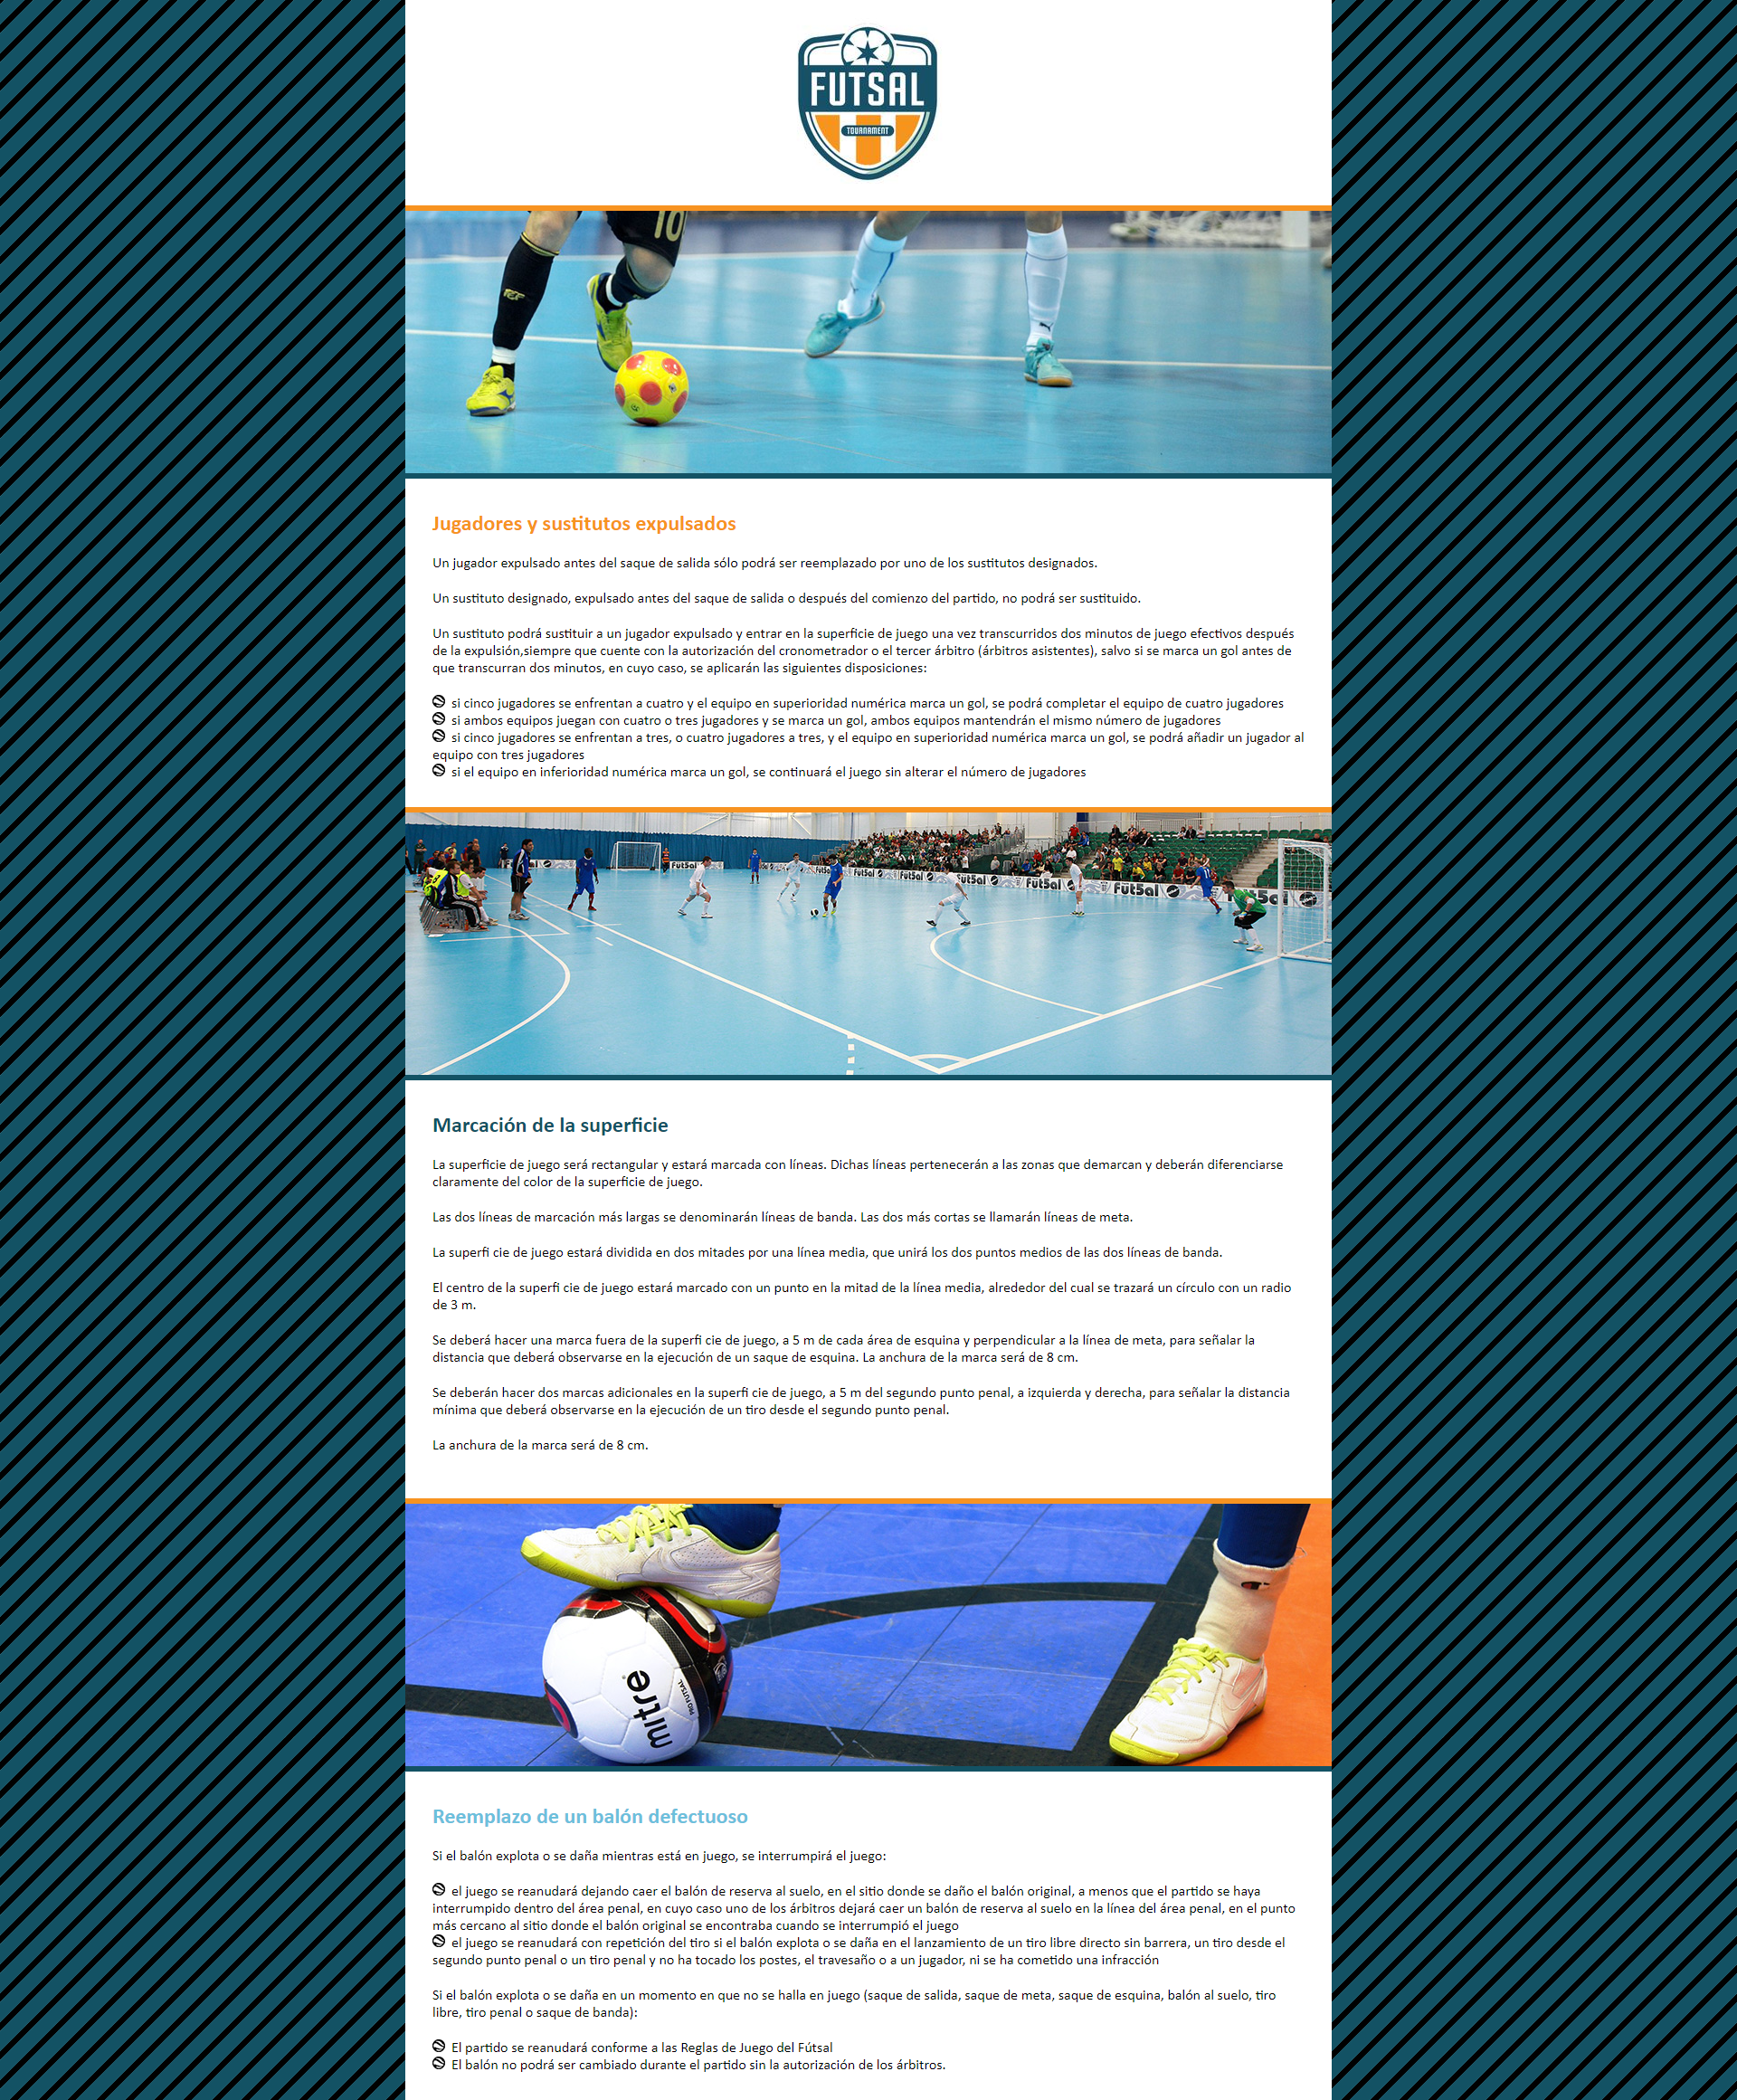 FUTSAL
TOURNAMENT
10
Jugadores y sustitutos expulsados
Un jugador expulsado antes del saque de salida sólo podrá ser reemplazado por uno de los sustitutos designados.
Un sustituto designado, expulsado antes del saque de salida o después del comienzo del partido, no podrá ser sustituido.
Un sustituto podrá sustituir a un jugador expulsado y entrar en la superficie de juego una vez transcurridos dos minutos de juego efectivos después
de la expulsión,siempre que cuente con la autorización del cronometrador o el tercer árbitro (árbitros asistentes), salvo si se marca un gol antes de
que transcurran dos minutos, en cuyo caso, se aplicarán las siguientes disposiciones:
si cinco jugadores se enfrentan a cuatro y el equipo en superioridad numérica marca un gol, se podrá completar el equipo de cuatro jugadores
si ambos equipos juegan con cuatro o tres jugadores y se marca un gol, ambos equipos mantendrán el mismo número de jugadores
si cinco jugadores se enfrentan a tres, o cuatro jugadores a tres, y el equipo en superioridad numérica marca un gol, se podrá añadir un jugador al
equipo con tres jugadores
si el equipo en inferioridad numérica marca un gol, se continuará el juego sin alterar el número de jugadores
Fut5al Fut5al Fut5al Fut5al Fut5al Fut5al
Marcación de la superficie
La superficie de juego será rectangular y estará marcada con líneas. Dichas líneas pertenecerán a las zonas que demarcan y deberán diferenciarse
claramente del color de la superficie de juego.
Las dos líneas de marcación más largas se denominarán líneas de banda. Las dos más cortas se llamarán líneas de meta.
La superfi cie de juego estará dividida en dos mitades por una línea media, que unirá los dos puntos medios de las dos líneas de banda.
El centro de la superfi cie de juego estará marcado con un punto en la mitad de la línea media, alrededor del cual se trazará un círculo con un radio
de 3 m.
Se deberá hacer una marca fuera de la superfi cie de juego, a 5 m de cada área de esquina y perpendicular a la línea de meta, para señalar la
distancia que deberá observarse en la ejecución de un saque de esquina. La anchura de la marca será de 8 cm.
Se deberán hacer dos marcas adicionales en la superfi cie de juego, a 5 m del segundo punto penal, a izquierda y derecha, para señalar la distancia
mínima que deberá observarse en la ejecución de un tiro desde el segundo punto penal.
La anchura de la marca será de 8 cm.
mitre
PRO FUTSAL
Reemplazo de un balón defectuoso
Si el balón explota o se daña mientras está en juego, se interrumpirá el juego:
el juego se reanudará dejando caer el balón de reserva al suelo, en el sitio donde se daño el balón original, a menos que el partido se haya
interrumpido dentro del área penal, en cuyo caso uno de los árbitros dejará caer un balón de reserva al suelo en la línea del área penal, en el punto
más cercano al sitio donde el balón original se encontraba cuando se interrumpió el juego
el juego se reanudará con repetición del tiro si el balón explota o se daña en el lanzamiento de un tiro libre directo sin barrera, un tiro desde el
segundo punto penal o un tiro penal y no ha tocado los postes, el travesaño o a un jugador, ni se ha cometido una infracción
Si el balón explota o se daña en un momento en que no se halla en juego (saque de salida, saque de meta, saque de esquina, balón al suelo, tiro
libre, tiro penal o saque de banda):
El partido se reanudará conforme a las Reglas de Juego del Fútsal
El balón no podrá ser cambiado durante el partido sin la autorización de los árbitros.